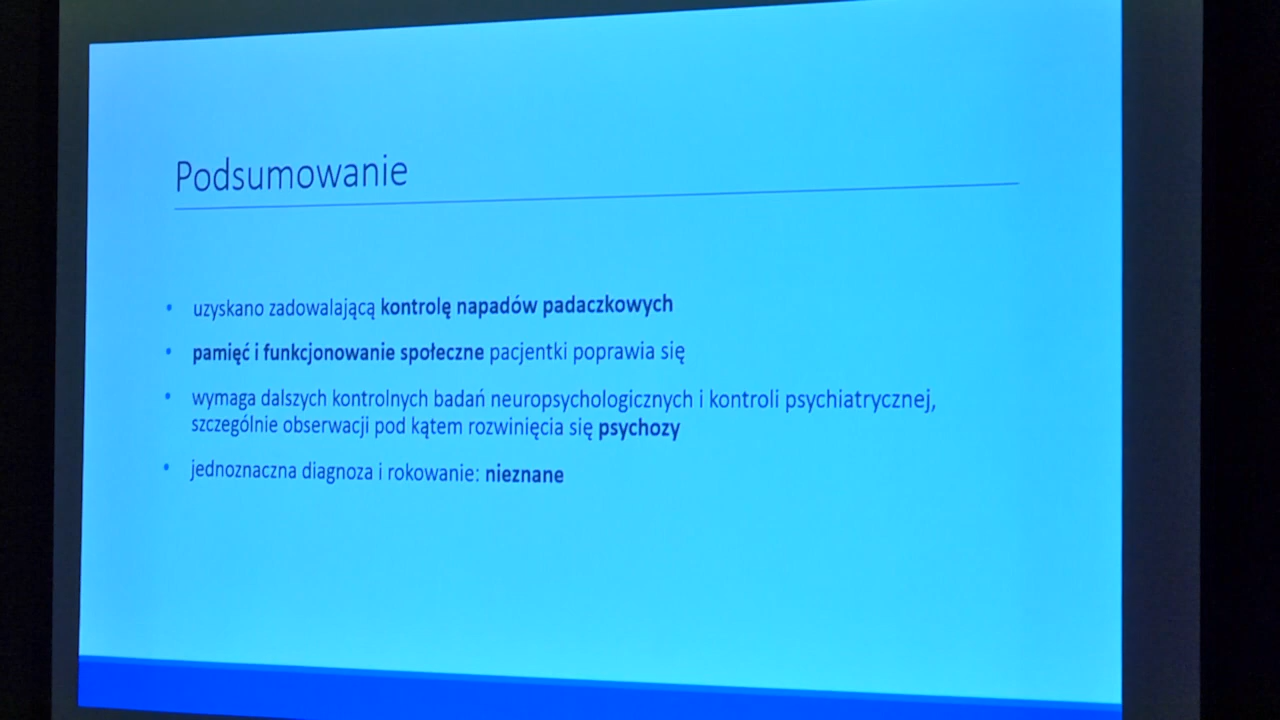 Podsumowanie
• uzyskano zadowalającą kontrolę napadów padaczkowych
• pamięć i funkcjonowanie społeczne pacjentki poprawia się
• wymaga dalszych kontrolnych badań neuropsychologicznych i kontroli psychiatrycznej,
szczególnie obserwacji pod kątem rozwinięcia się psychozy
• jednoznaczna diagnoza i rokowanie: nieznane